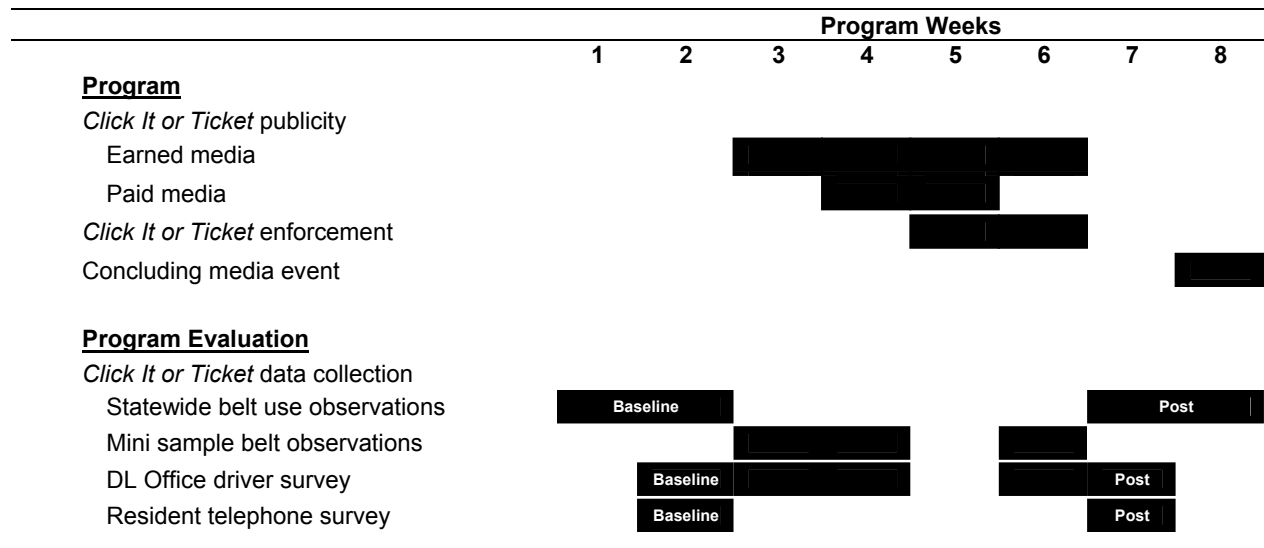 Program Weeks
1 2 3 4 5 6 7 8
Program
Click It or Ticket publicity
Earned media
Paid media
Click It or Ticket enforcement
Concluding media event
Program Evaluation
Click It or Ticket data collection
Statewide belt use observations Baseline Post
Mini sample belt observations
DL Office driver survey Baseline Post
Resident telephone survey Baseline Post